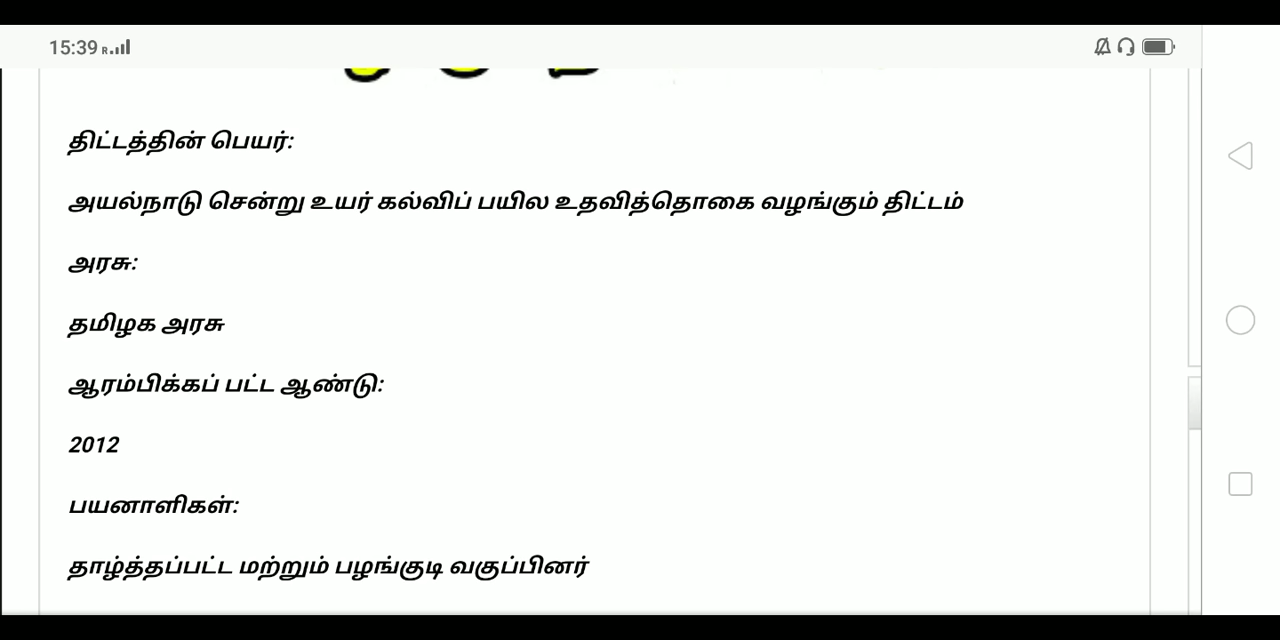 15:39 R
திட்டத்தின் பெயர்:
அயல்நாடு சென்று உயர் கல்விப் பயில உதவித்தொகை வழங்கும் திட்டம்
அரசு:
தமிழக அரசு
ஆரம்பிக்கப் பட்ட ஆண்டு:
2012
பயனாளிகள்:
தாழ்த்தப்பட்ட மற்றும் பழங்குடி வகுப்பினர்